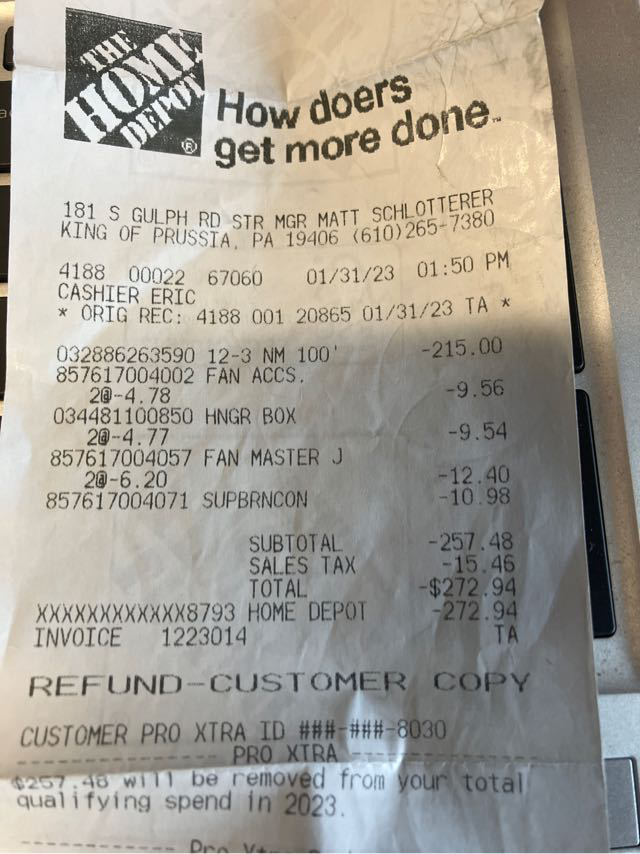 THE
HOME
DEPOT
®
How doers
get more done™
181 S GULPH RD STR MGR MATT SCHLOTTERER
KING OF PRUSSIA, PA 19406 (610)265-7380
4188 00022 67060 01/31/23 01:50 PM
CASHIER ERIC
* ORIG REC: 4188 001 20865 01/31/23 TA *
032886263590 12-3 NM 100' -215.00
857617004002 FAN ACCS.
2@-4.78 -9.56
034481100850 HNGR BOX
2@-4.77 -9.54
857617004057 FAN MASTER J
2@-6.20 -12.40
857617004071 SUPBRNCON -10.98
SUBTOTAL -257.48
SALES TAX -15.46
TOTAL -$272.94
XXXXXXXXXXXX8793 HOME DEPOT -272.94
INVOICE 1223014 TA
REFUND-CUSTOMER COPY
CUSTOMER PRO XTRA ID ###-###-8030
--------------- PRO XTRA ---------------
$257.48 will be removed from your total
qualifying spend in 2023.